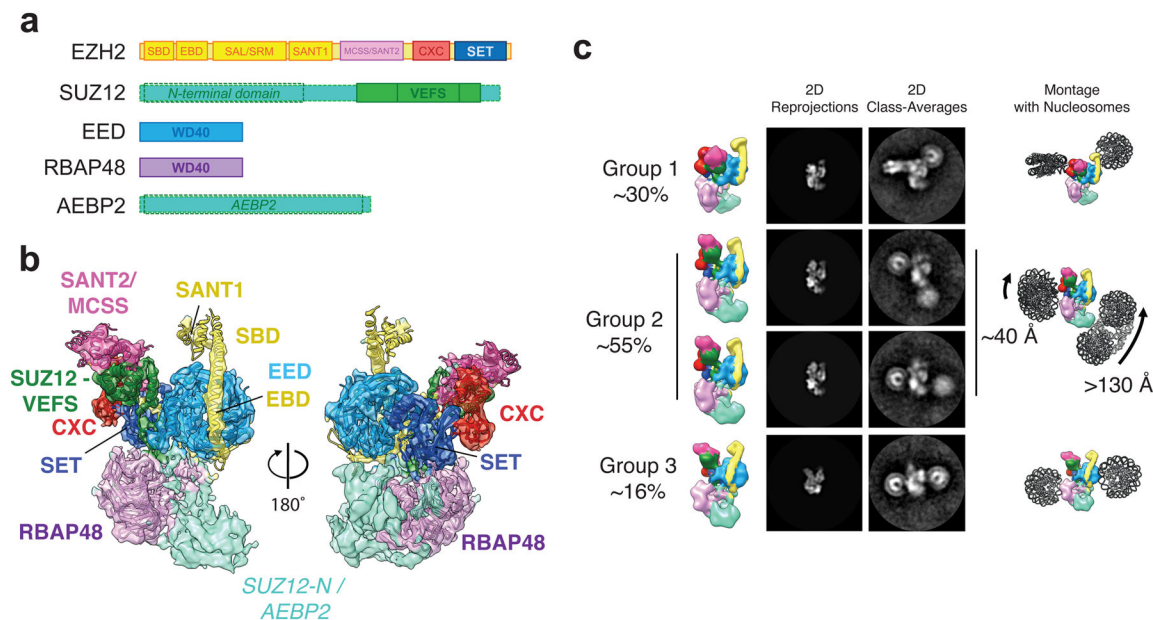 a
EZH2
SBD EBD SAL/SRM SANT1 MCSS/SANT2 CXC SET
SUZ12
N-terminal domain VEFS
EED
WD40
RBAP48
WD40
AEBP2
AEBP2
b
SANT2/
MCSS
SANT1
SBD
SUZ12 -
VEFS
EED
EBD
CXC
SET
RBAP48
180°
CXC
SET
RBAP48
SUZ12-N /
AEBP2
c
2D
Reprojections
2D
Class-Averages
Montage
with Nucleosomes
Group 1
~30%
Group 2
~55%
~40 Å
>130 Å
Group 3
~16%